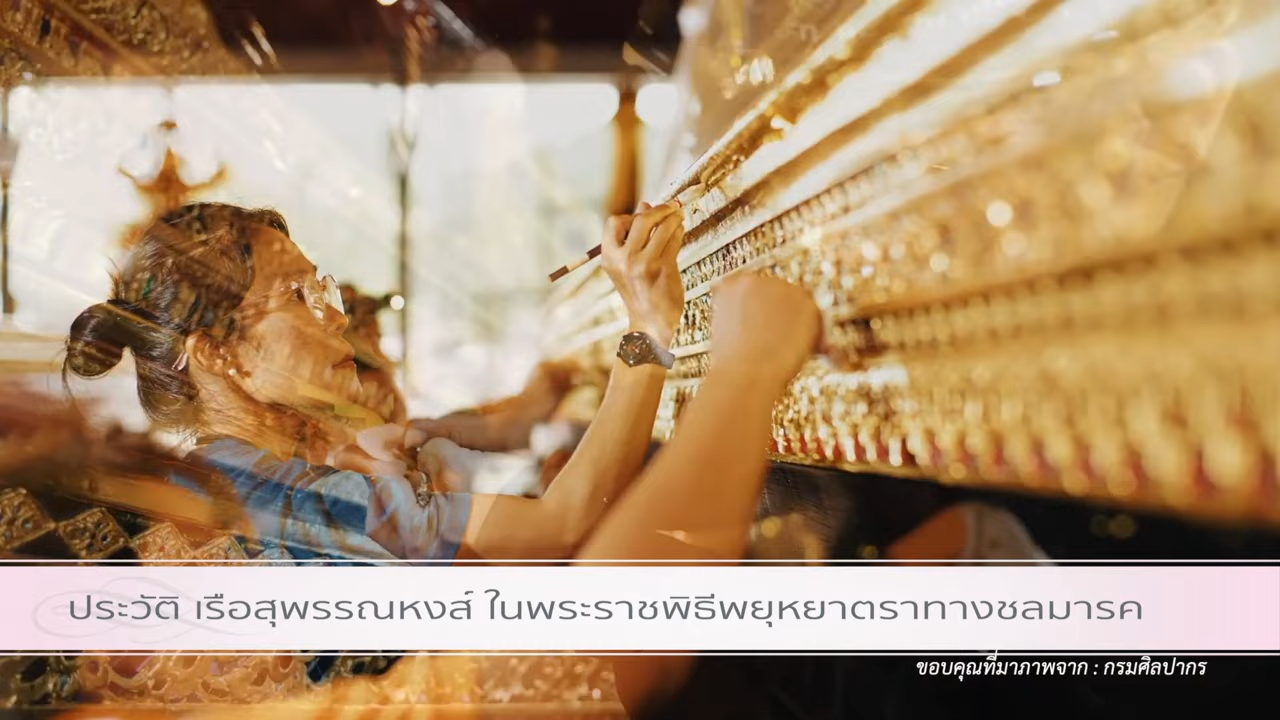 ประวัติ เรือสุพรรณหงส์ ในพระราชพิธีพยุหยาตราทางชลมารค
ขอบคุณที่มาภาพจาก : กรมศิลปากร